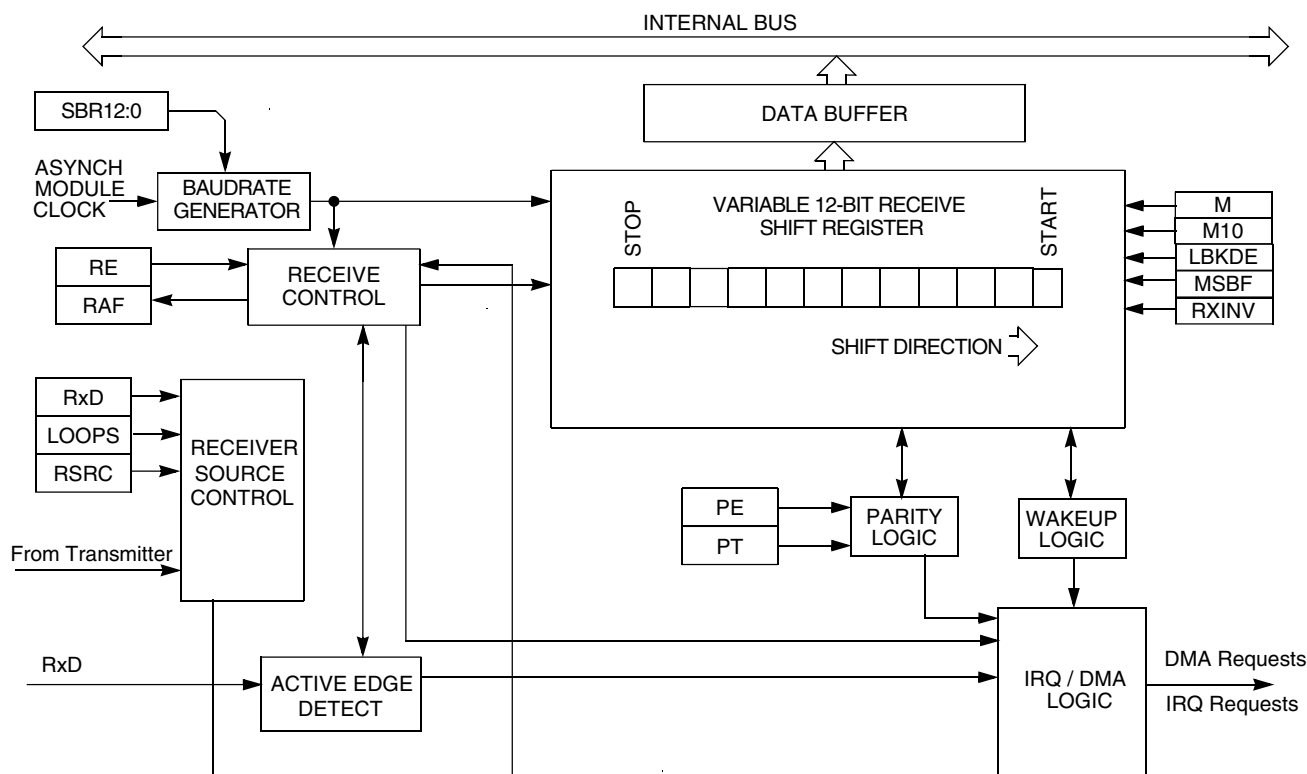 INTERNAL BUS
SBR12:0
DATA BUFFER
ASYNCH
MODULE
CLOCK
BAUDRATE
GENERATOR
VARIABLE 12-BIT RECEIVE
SHIFT REGISTER
STOP
START
M
M10
LBKDE
MSBF
RXINV
RE
RAF
RECEIVE
CONTROL
SHIFT DIRECTION
RxD
LOOPS
RSRC
RECEIVER
SOURCE
CONTROL
From Transmitter
PE
PT
PARITY
LOGIC
WAKEUP
LOGIC
RxD
ACTIVE EDGE
DETECT
IRQ / DMA
LOGIC
DMA Requests
IRQ Requests